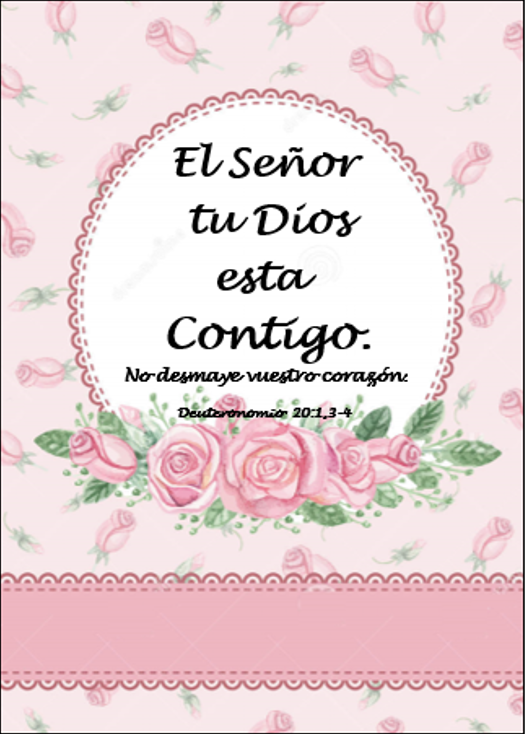 El Señor
tu Dios
esta
Contigo.
No desmaye vuestro corazón.
Deuteronomio 20:1,3-4